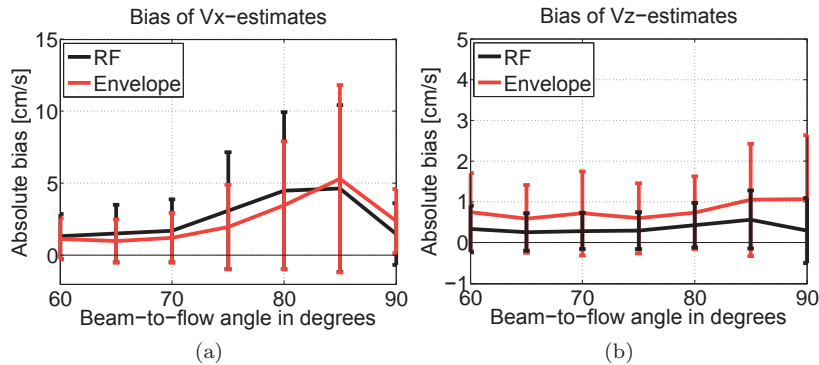 Bias of Vx−estimates
15
10
5
0
60 70 80 90
Absolute bias [cm/s]
Beam−to−flow angle in degrees
RF
Envelope
(a)
Bias of Vz−estimates
5
4
3
2
1
0
−1
60 70 80 90
Absolute bias [cm/s]
Beam−to−flow angle in degrees
RF
Envelope
(b)